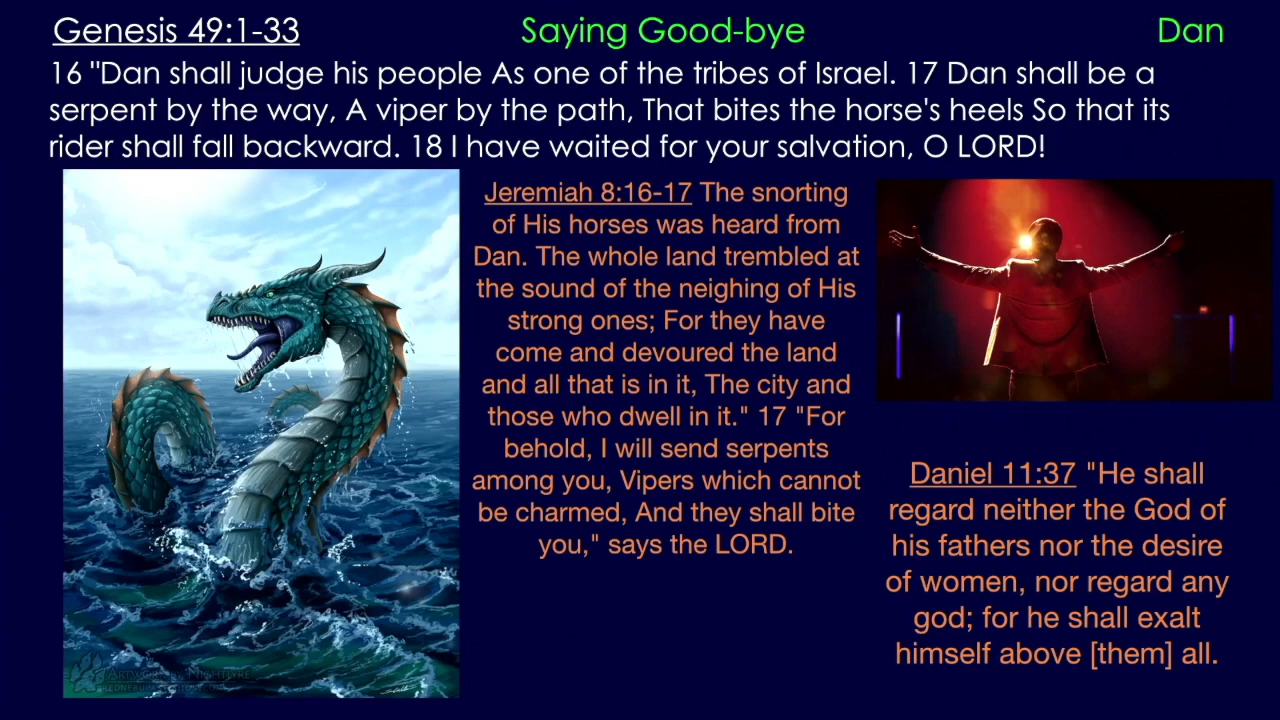 Genesis 49:1-33
Saying Good-bye
Dan
16 "Dan shall judge his people As one of the tribes of Israel. 17 Dan shall be a
serpent by the way, A viper by the path, That bites the horse's heels So that its
rider shall fall backward. 18 I have waited for your salvation, O LORD!
Jeremiah 8:16-17 The snorting
of His horses was heard from
Dan. The whole land trembled at
the sound of the neighing of His
strong ones; For they have
come and devoured the land
and all that is in it, The city and
those who dwell in it." 17 "For
behold, I will send serpents
among you, Vipers which cannot
be charmed, And they shall bite
you," says the LORD.
Daniel 11:37 "He shall
regard neither the God of
his fathers nor the desire
of women, nor regard any
god; for he shall exalt
himself above [them] all.